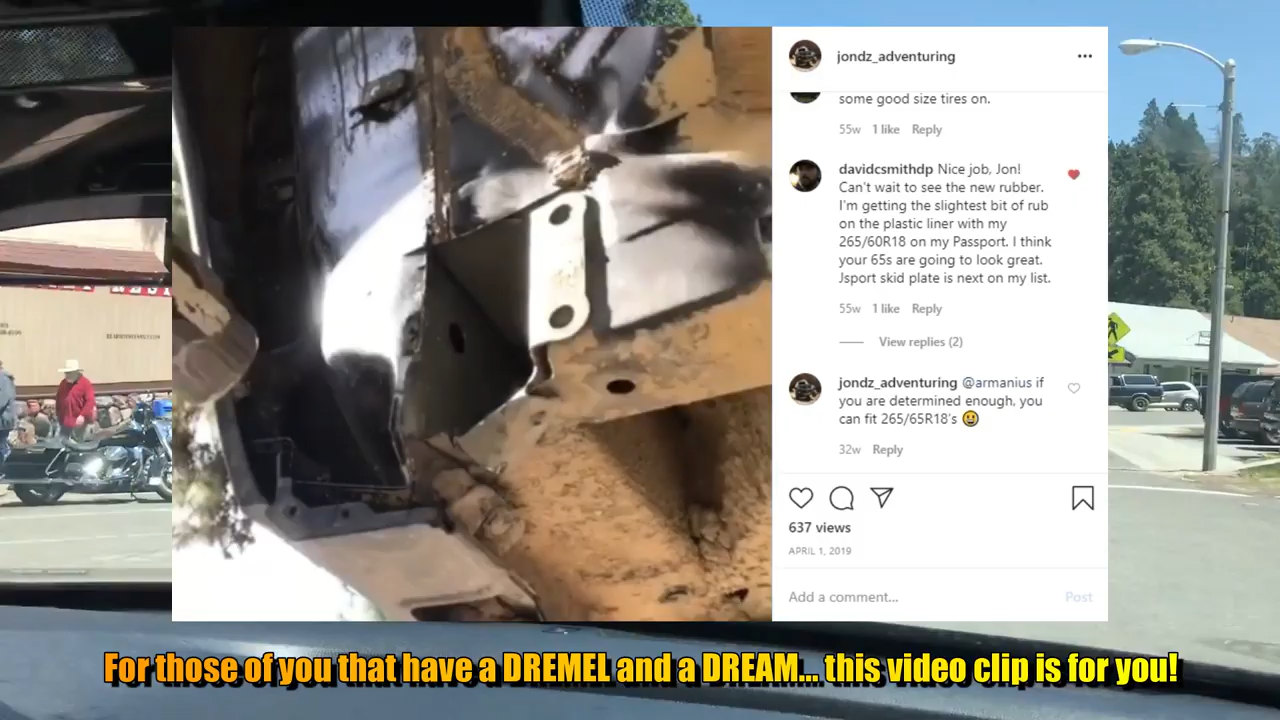 jondz_adventuring
some good size tires on.
55w 1 like Reply
davidcsmithdp Nice job, Jon!
Can't wait to see the new rubber.
I'm getting the slightest bit of rub
on the plastic liner with my
265/60R18 on my Passport. I think
your 65s are going to look great.
Jsport skid plate is next on my list.
55w 1 like Reply
View replies (2)
jondz_adventuring @armanius if
you are determined enough, you
can fit 265/65R18's 😃
32w Reply
637 views
APRIL 1, 2019
Add a comment... Post
For those of you that have a DREMEL and a DREAM... this video clip is for you!